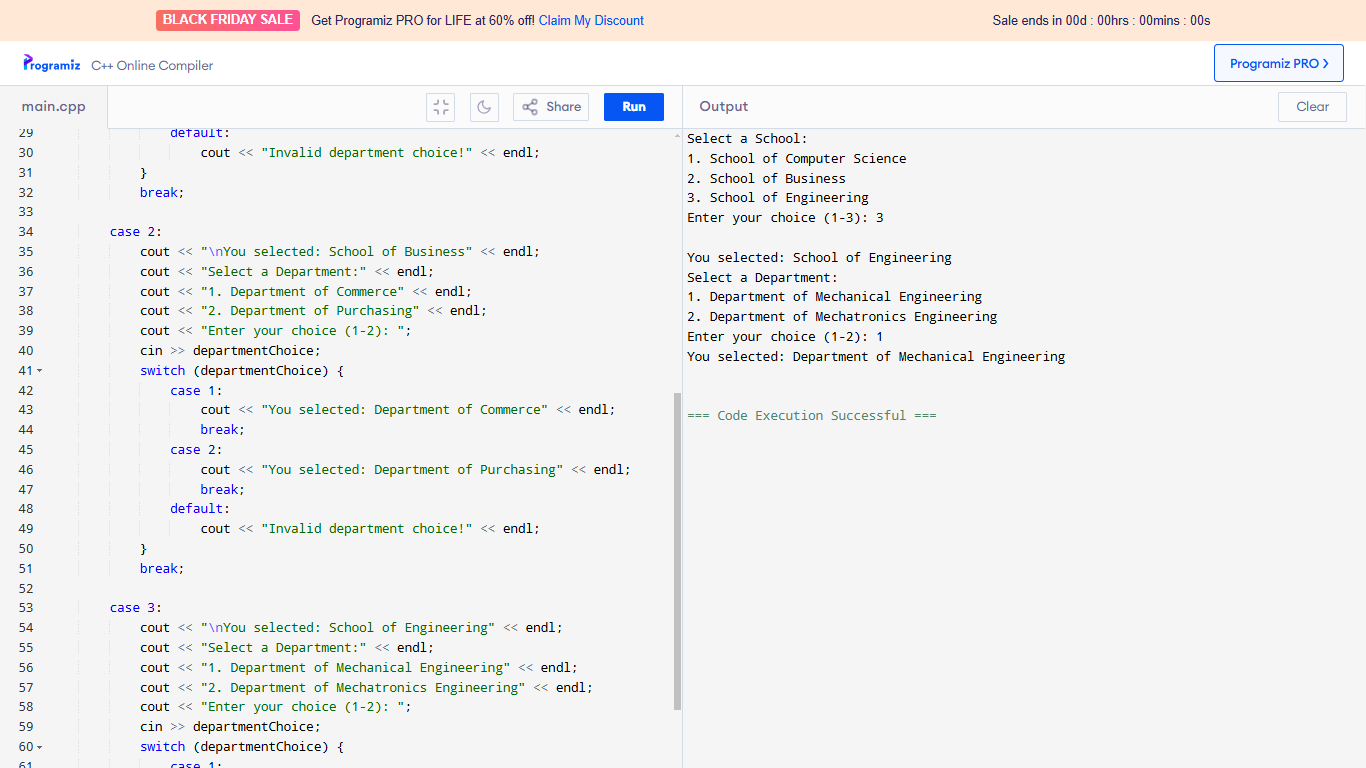 BLACK FRIDAY SALE Get Programiz PRO for LIFE at 60% off! Claim My Discount Sale ends in 00d : 00hrs : 00mins : 00s
Programiz C++ Online Compiler Programiz PRO >
main.cpp Share Run Output Clear
29 default:
30 cout << "Invalid department choice!" << endl;
31 }
32 break;
33
34 case 2:
35 cout << "\nYou selected: School of Business" << endl;
36 cout << "Select a Department:" << endl;
37 cout << "1. Department of Commerce" << endl;
38 cout << "2. Department of Purchasing" << endl;
39 cout << "Enter your choice (1-2): ";
40 cin >> departmentChoice;
41 switch (departmentChoice) {
42 case 1:
43 cout << "You selected: Department of Commerce" << endl;
44 break;
45 case 2:
46 cout << "You selected: Department of Purchasing" << endl;
47 break;
48 default:
49 cout << "Invalid department choice!" << endl;
50 }
51 break;
52
53 case 3:
54 cout << "\nYou selected: School of Engineering" << endl;
55 cout << "Select a Department:" << endl;
56 cout << "1. Department of Mechanical Engineering" << endl;
57 cout << "2. Department of Mechatronics Engineering" << endl;
58 cout << "Enter your choice (1-2): ";
59 cin >> departmentChoice;
60 switch (departmentChoice) {
61 case 1:
Select a School:
1. School of Computer Science
2. School of Business
3. School of Engineering
Enter your choice (1-3): 3
You selected: School of Engineering
Select a Department:
1. Department of Mechanical Engineering
2. Department of Mechatronics Engineering
Enter your choice (1-2): 1
You selected: Department of Mechanical Engineering
=== Code Execution Successful ===